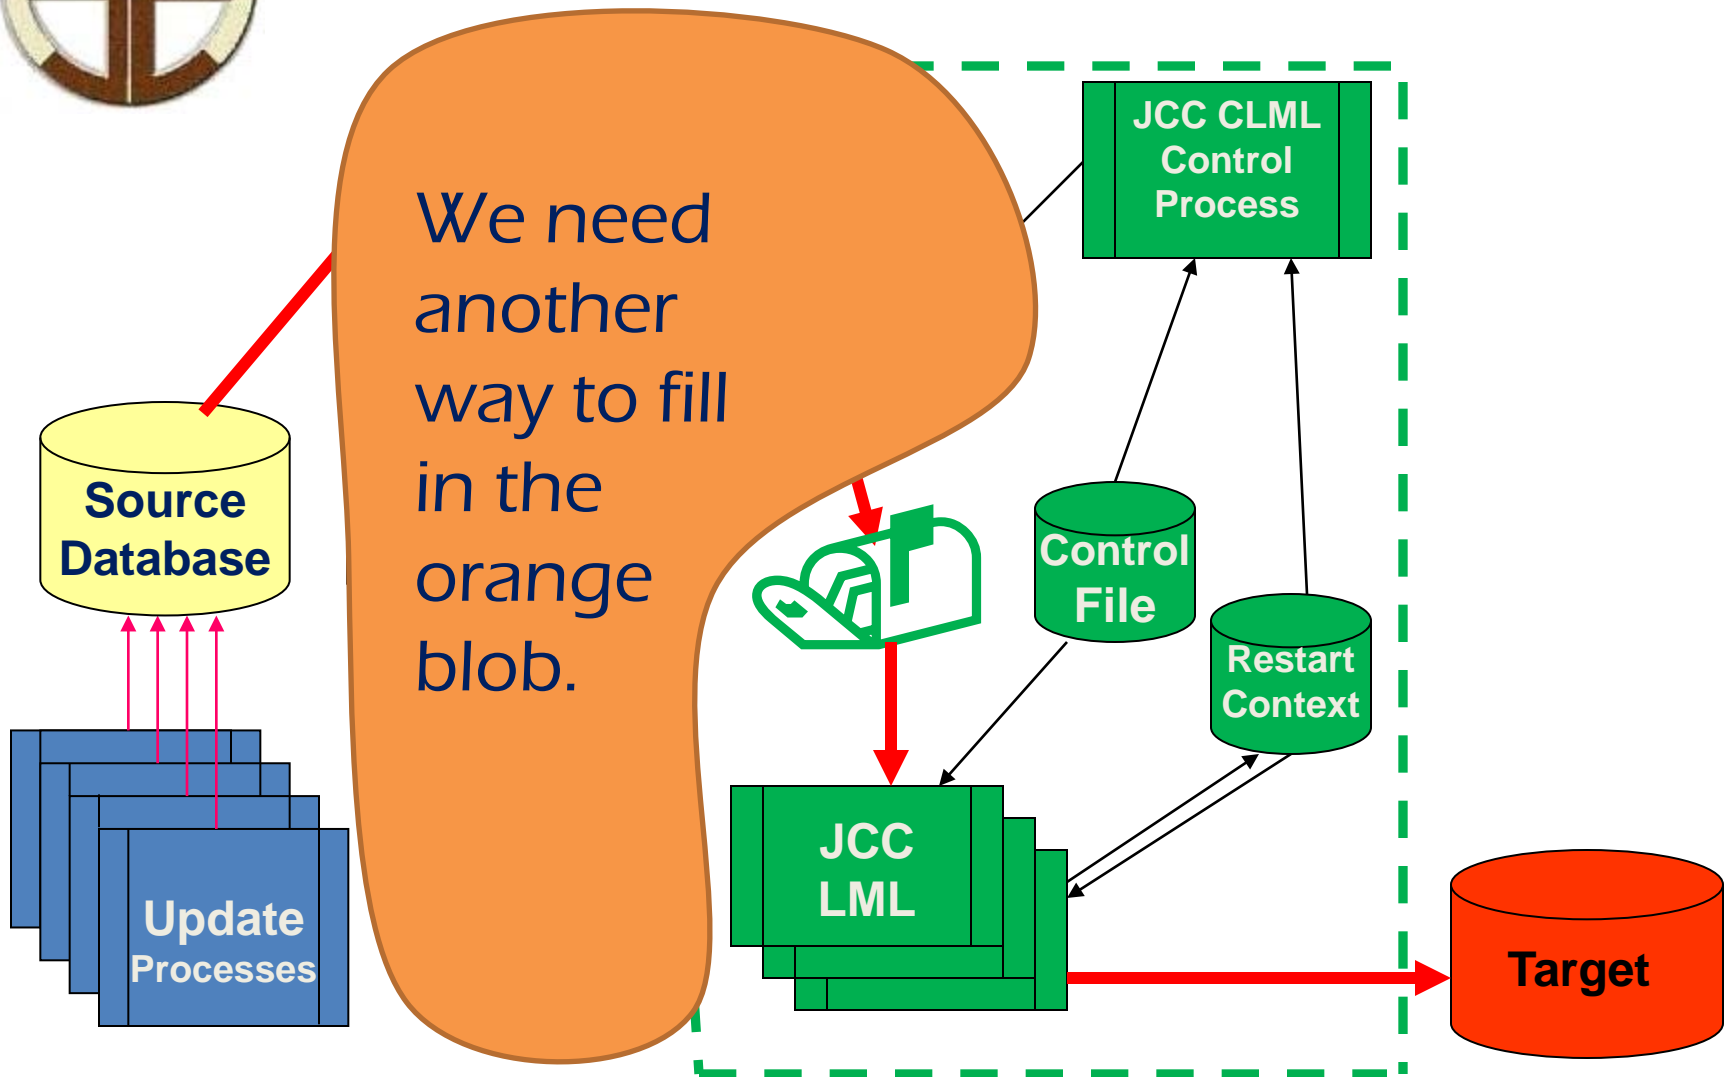 JCC CLML
Control
Process
We need
another
way to fill
in the
orange
blob.
Source
Database
Control
File
Restart
Context
JCC
LML
Update
Processes
Target